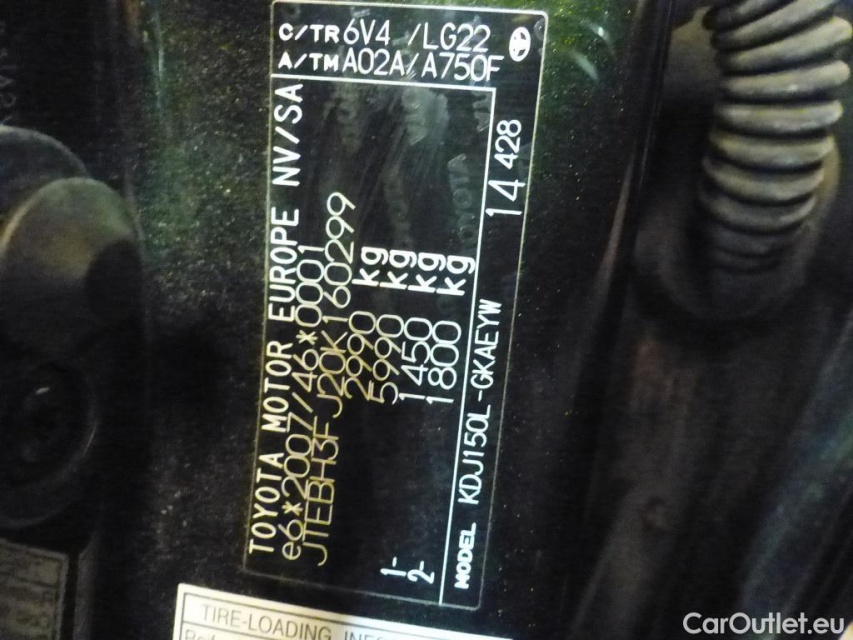 C/TR 6V4 /LG22
A/TM A02A/A750F
TOYOTA MOTOR EUROPE NV/SA
e6*2007/46*0001
JTEBH3FJ20K160299
2990 kg
5990 kg
1- 1450 kg
2- 1800 kg
MODEL KDJ150L-GKAEYW 14 428
TIRE-LOADING
CarOutlet.eu